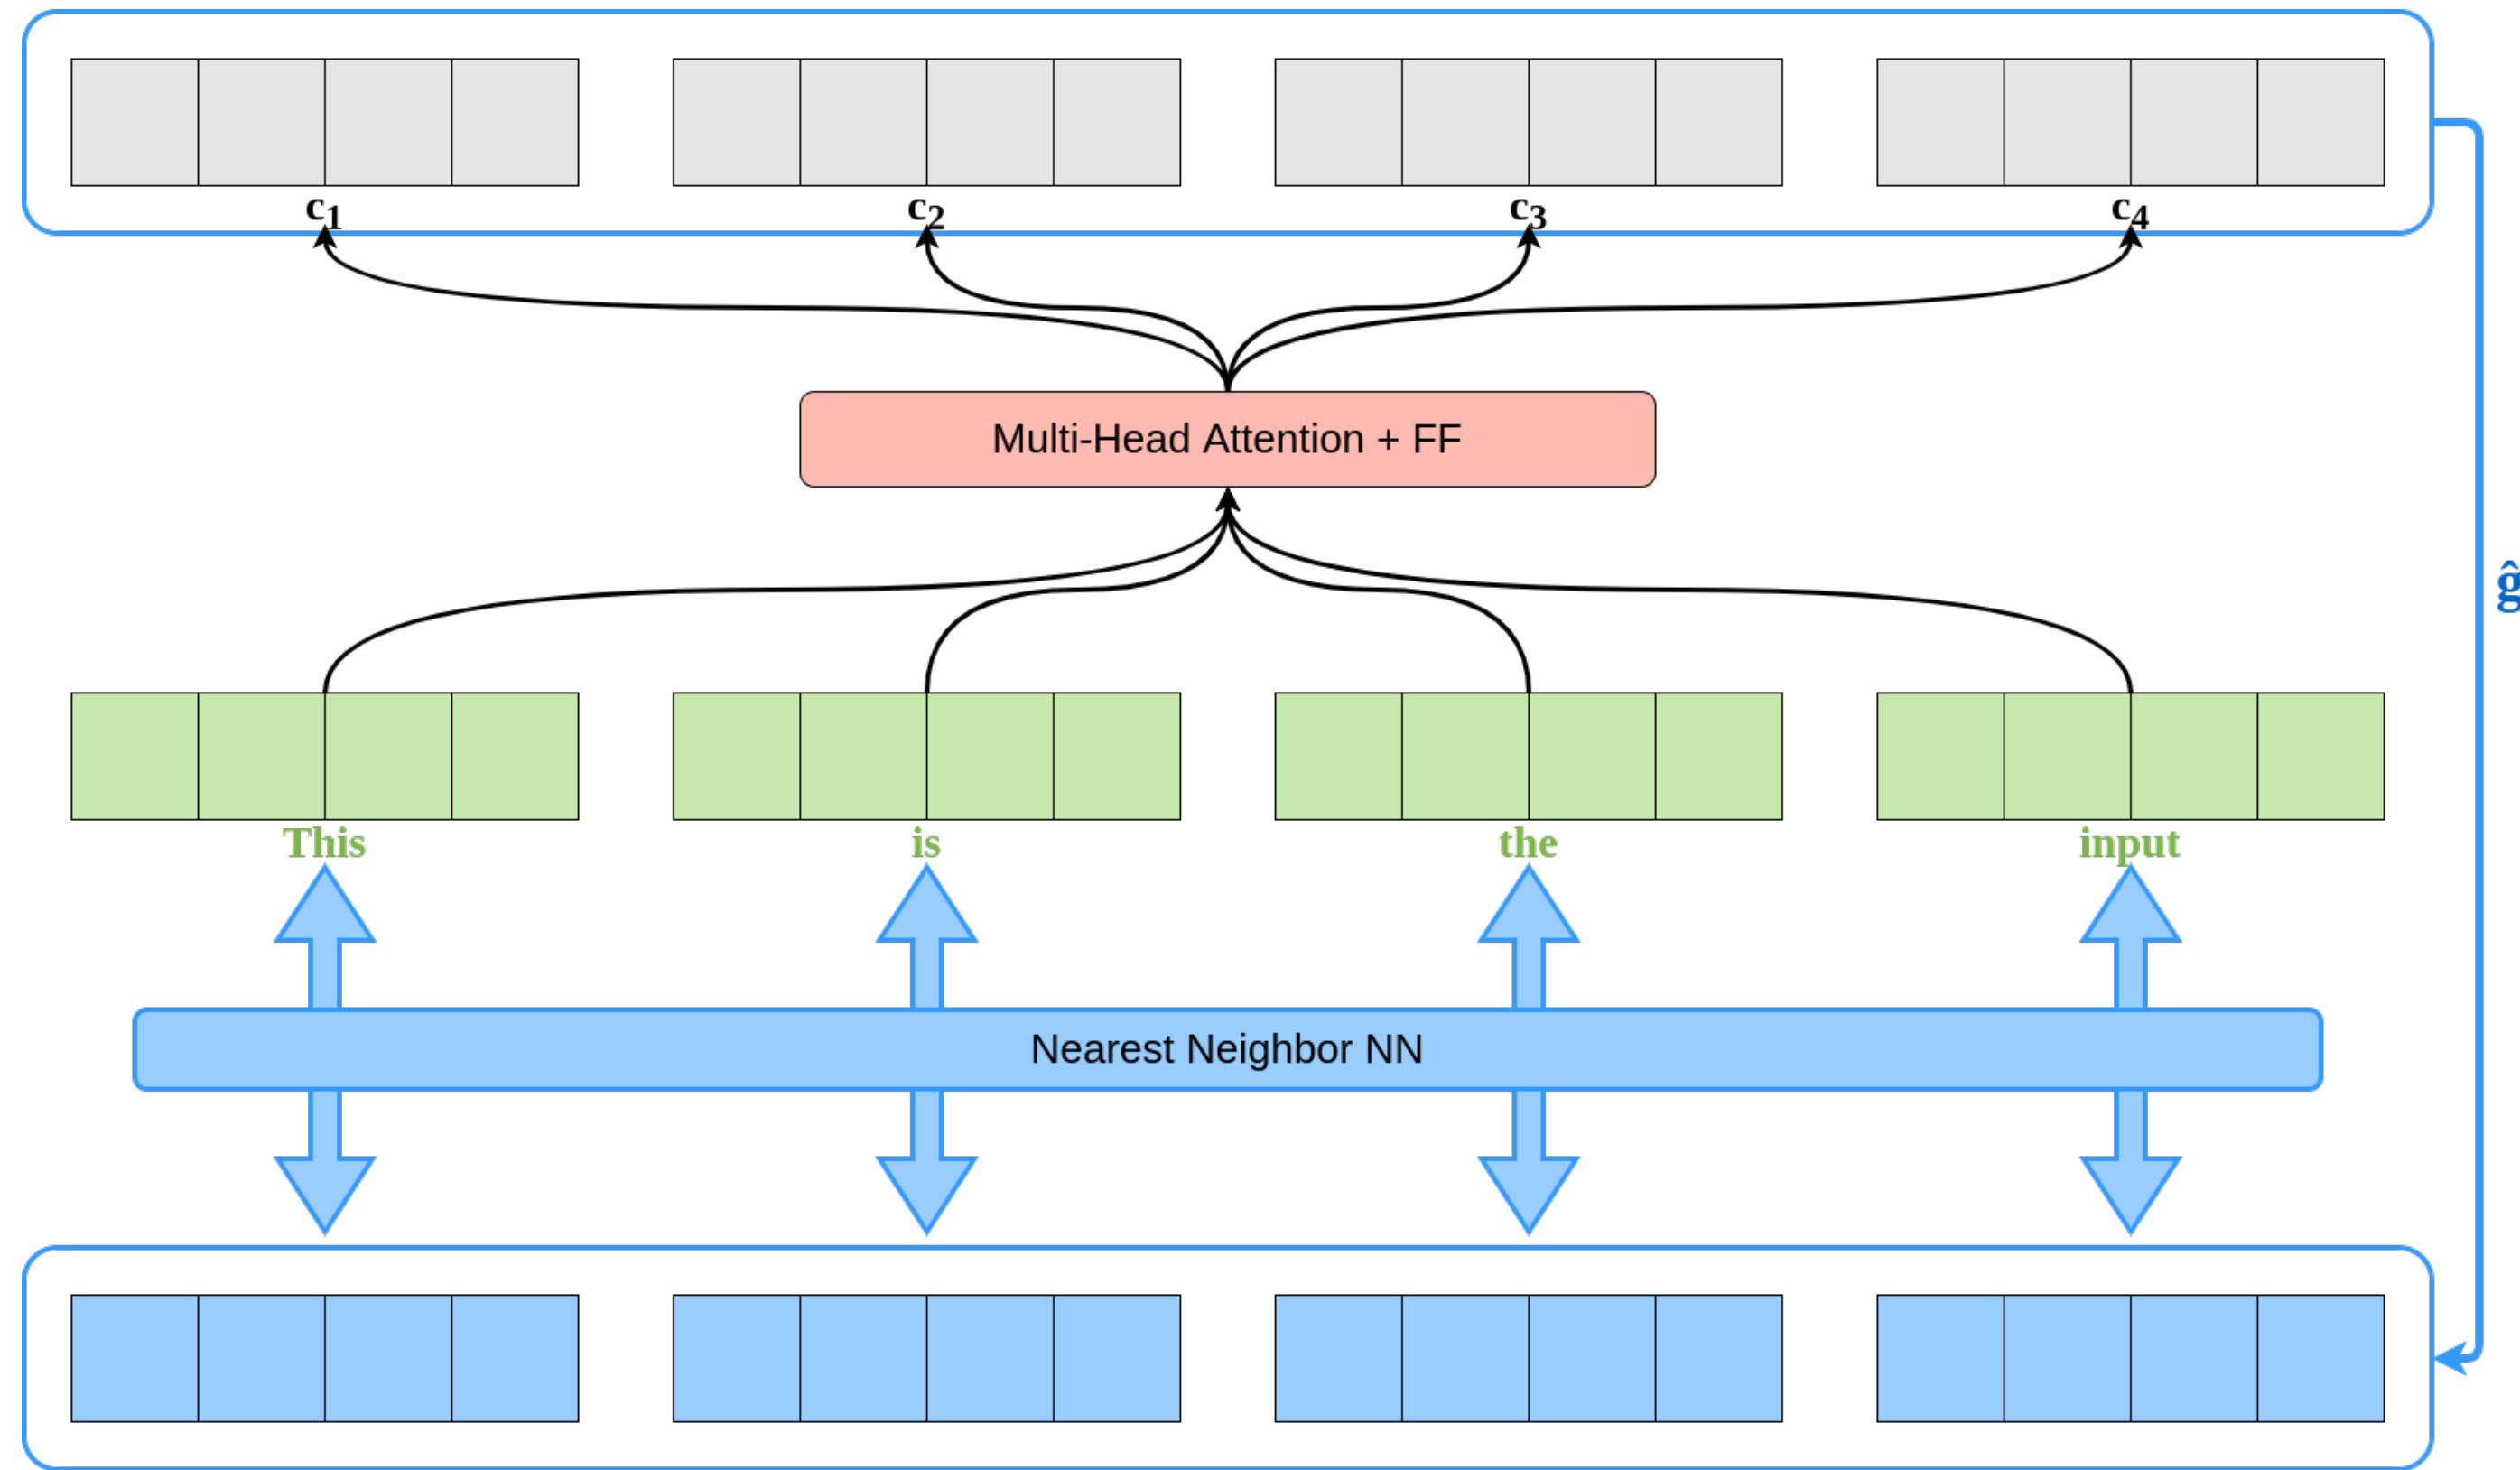 c1 c2 c3 c4
Multi-Head Attention + FF
ĝ
This is the input
Nearest Neighbor NN